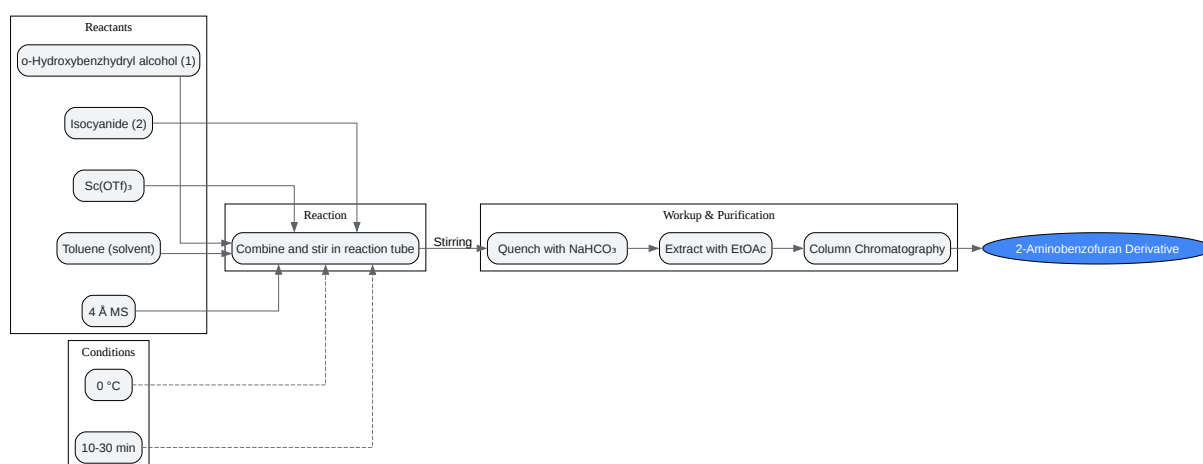 Reactants
o-Hydroxybenzhydryl alcohol (1)
Isocyanide (2)
Sc(OTf)₃
Toluene (solvent)
4 Å MS
Conditions
0 °C
10-30 min
Reaction
Combine and stir in reaction tube
Stirring
Workup & Purification
Quench with NaHCO₃
Extract with EtOAc
Column Chromatography
2-Aminobenzofuran Derivative